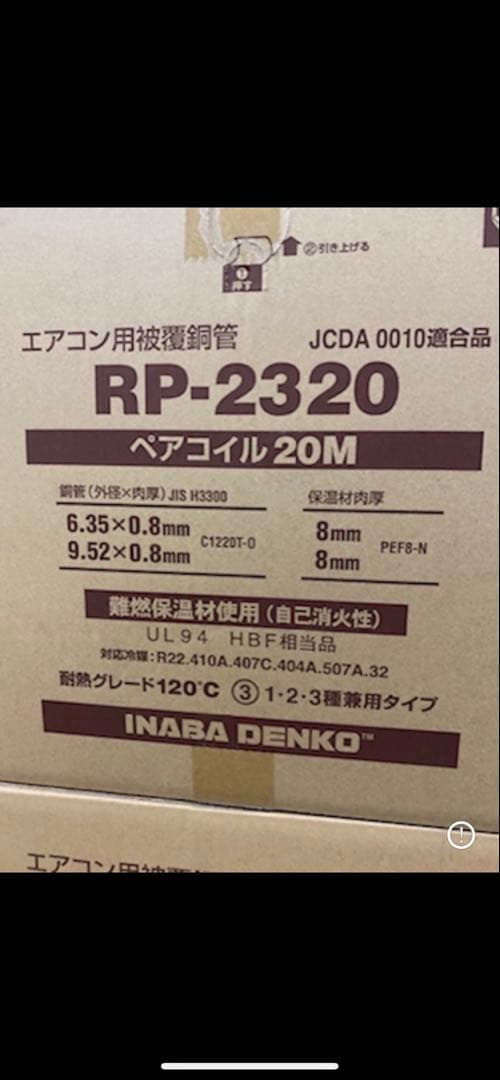 ②引き上げる
①
押す
エアコン用被覆銅管 JCDA 0010適合品
RP-2320
ペアコイル 20M
銅管(外径×肉厚)JIS H3300 保温材肉厚
6.35×0.8mm C1220T-O 8mm PEF8-N
9.52×0.8mm 8mm
難燃保温材使用(自己消火性)
UL94 HBF相当品
対応冷媒:R22.410A.407C.404A.507A.32
耐熱グレード120℃ ③ 1・2・3種兼用タイプ
INABA DENKO™
エアコン用被覆